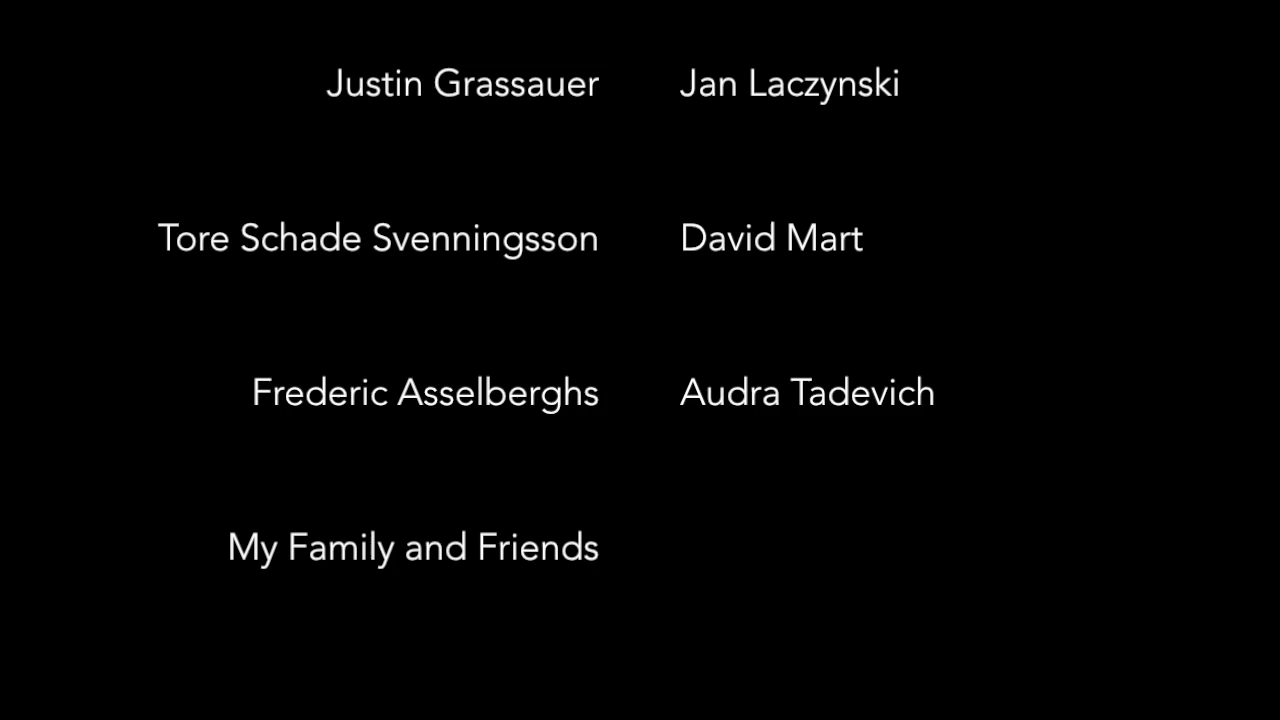 Justin Grassauer Jan Laczynski
Tore Schade Svenningsson David Mart
Frederic Asselberghs Audra Tadevich
My Family and Friends